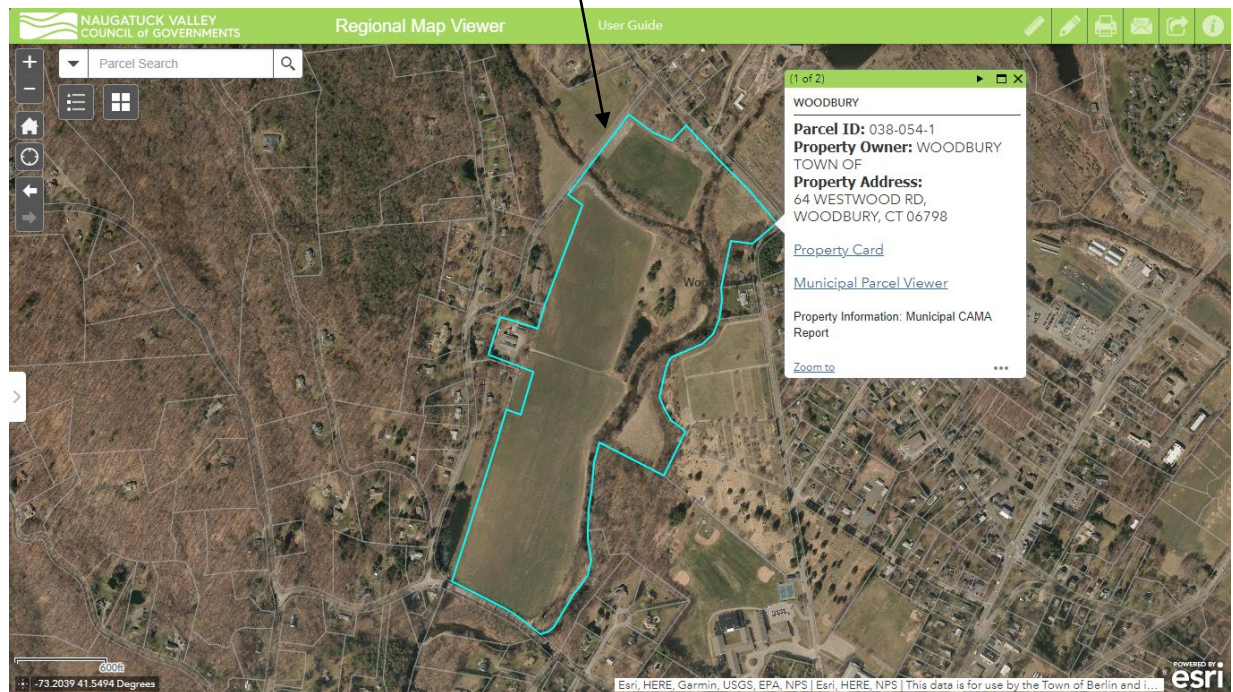 NAUGATUCK VALLEY
COUNCIL of GOVERNMENTS
Regional Map Viewer
User Guide
Parcel Search
(1 of 2)
WOODBURY
Parcel ID: 038-054-1
Property Owner: WOODBURY
TOWN OF
Property Address:
64 WESTWOOD RD,
WOODBURY, CT 06798
Property Card
Municipal Parcel Viewer
Property Information: Municipal CAMA
Report
Zoom to
600ft
-73.2039 41.5494 Degrees
Esri, HERE, Garmin, USGS, EPA, NPS | Esri, HERE, NPS | This data is for use by the Town of Berlin and i...
POWERED BY
esri